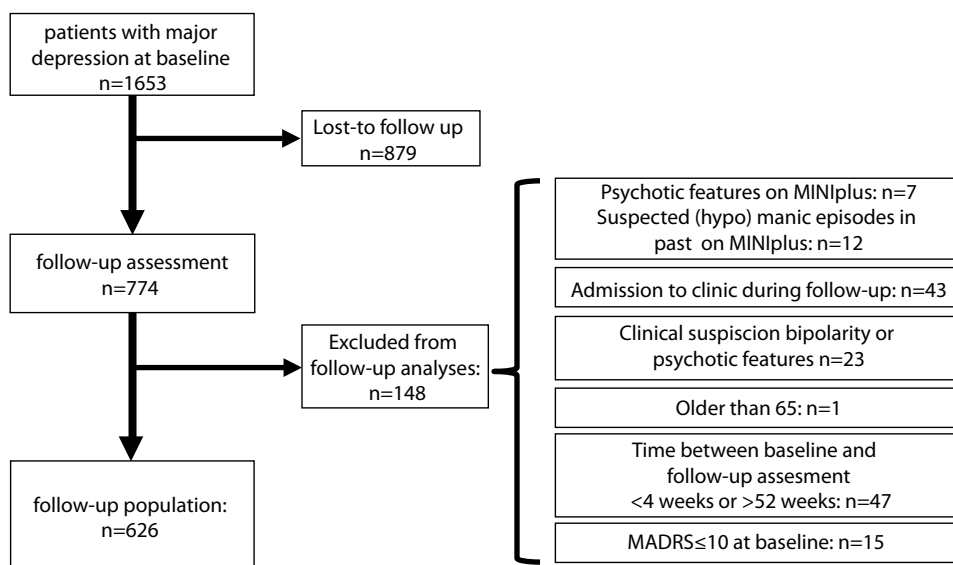 patients with major
depression at baseline
n=1653
Lost-to follow up
n=879
follow-up assessment
n=774
Excluded from
follow-up analyses:
n=148
Psychotic features on MINIplus: n=7
Suspected (hypo) manic episodes in
past on MINIplus: n=12
Admission to clinic during follow-up: n=43
Clinical suspiscion bipolarity or
psychotic features n=23
Older than 65: n=1
Time between baseline and
follow-up assesment
<4 weeks or >52 weeks: n=47
MADRS≤10 at baseline: n=15
follow-up population:
n=626